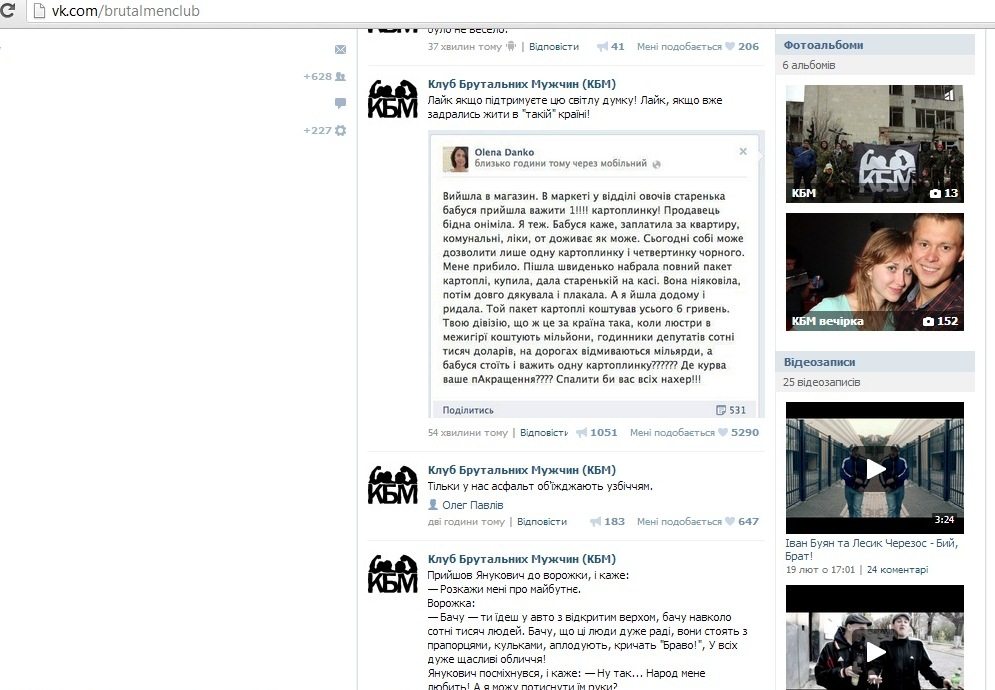 vk.com/brutalmenclub
було не весело.
37 хвилин тому | Відповісти 41 Мені подобається 206
+628
+227
КБМ
Клуб Брутальних Мужчин (КБМ)
Лайк якщо підтримуєте цю світлу думку! Лайк, якщо вже
задрались жити в "такій" країні!
Olena Danko
близько години тому через мобільний
Вийшла в магазин. В маркеті у відділі овочів старенька
бабуся прийшла важити 1!!!! картоплинку! Продавець
бідна оніміла. Я теж. Бабуся каже, заплатила за квартиру,
комунальні, ліки, от доживає як може. Сьогодні собі може
дозволити лише одну картоплинку і четвертинку чорного.
Мене прибило. Пішла швиденько набрала повний пакет
картоплі, купила, дала старенькій на касі. Вона ніяковіла,
потім довго дякувала і плакала. А я йшла додому і
ридала. Той пакет картоплі коштував усього 6 гривень.
Твою дівізію, що ж це за країна така, коли люстри в
межигірї коштують мільйони, годинники депутатів сотні
тисяч доларів, на дорогах відмиваються мільярди, а
бабуся стоїть і важить одну картоплинку?????? Де курва
ваше пАкращення???? Спалити би вас всіх нахер!!!
Поділитись 531
54 хвилини тому | Відповісти 1051 Мені подобається 5290
КБМ
Клуб Брутальних Мужчин (КБМ)
Тільки у нас асфальт об'їжджають узбіччям.
Олег Павлів
дві години тому | Відповісти 183 Мені подобається 647
КБМ
Клуб Брутальних Мужчин (КБМ)
Прийшов Янукович до ворожки, і каже:
— Розкажи мені про майбутнє.
Ворожка:
— Бачу — ти їдеш у авто з відкритим верхом, бачу навколо
сотні тисяч людей. Бачу, що ці люди дуже раді, вони стоять з
прапорцями, кульками, аплодують, кричать "Браво!", У всіх
дуже щасливі обличчя!
Янукович посміхнувся, і каже: — Ну так... Народ мене
любить! А я можу потиснути їм руки?
Фотоальбоми
6 альбомів
КБМ
КБМ 13
КБМ вечірка 152
Відеозаписи
25 відеозаписів
3:24
Іван Буян та Лесик Черезос - Бий,
Брат!
19 лют о 17:01 | 24 коментарі